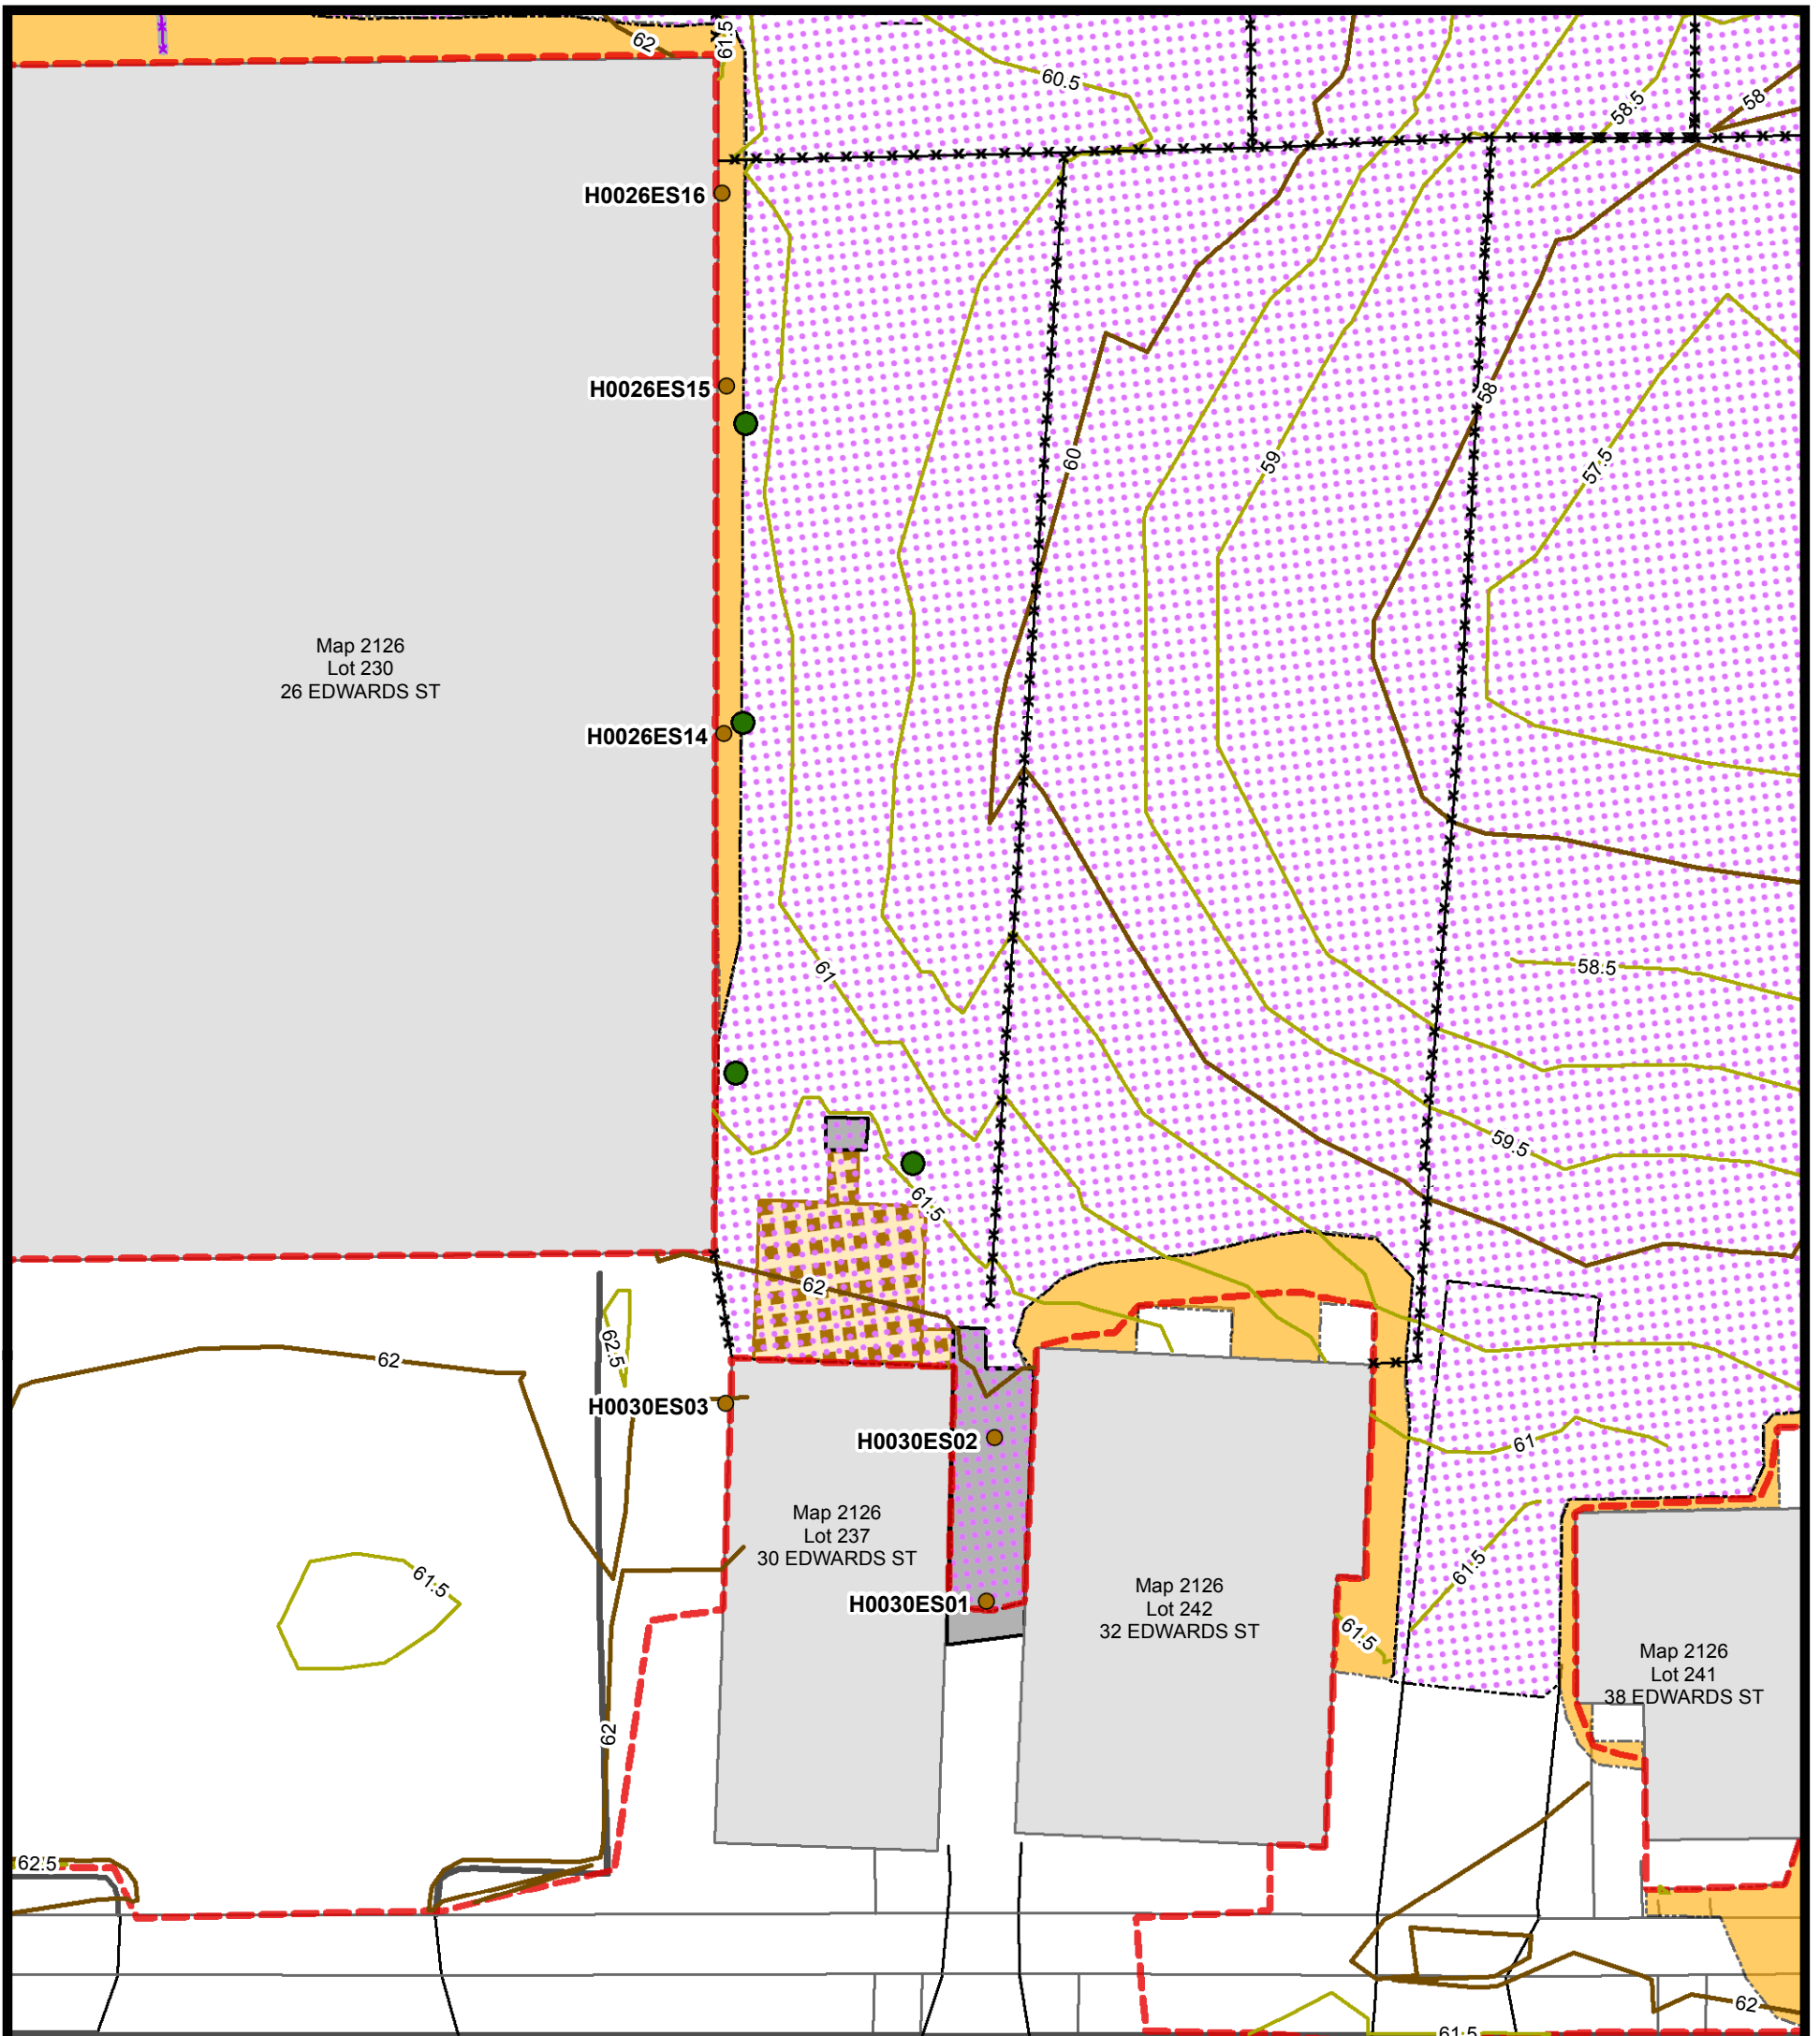 62
61.5
60.5
58.5
58
H0026ES16
H0026ES15
58
60
59
57.5
Map 2126
Lot 230
26 EDWARDS ST
H0026ES14
61
58.5
59.5
61.5
62
62.5
62
H0030ES03
H0030ES02
61
Map 2126
Lot 237
30 EDWARDS ST
61.5
61.5
H0030ES01
Map 2126
Lot 242
32 EDWARDS ST
61.5
Map 2126
Lot 241
38 EDWARDS ST
62
62.5
62
61.5